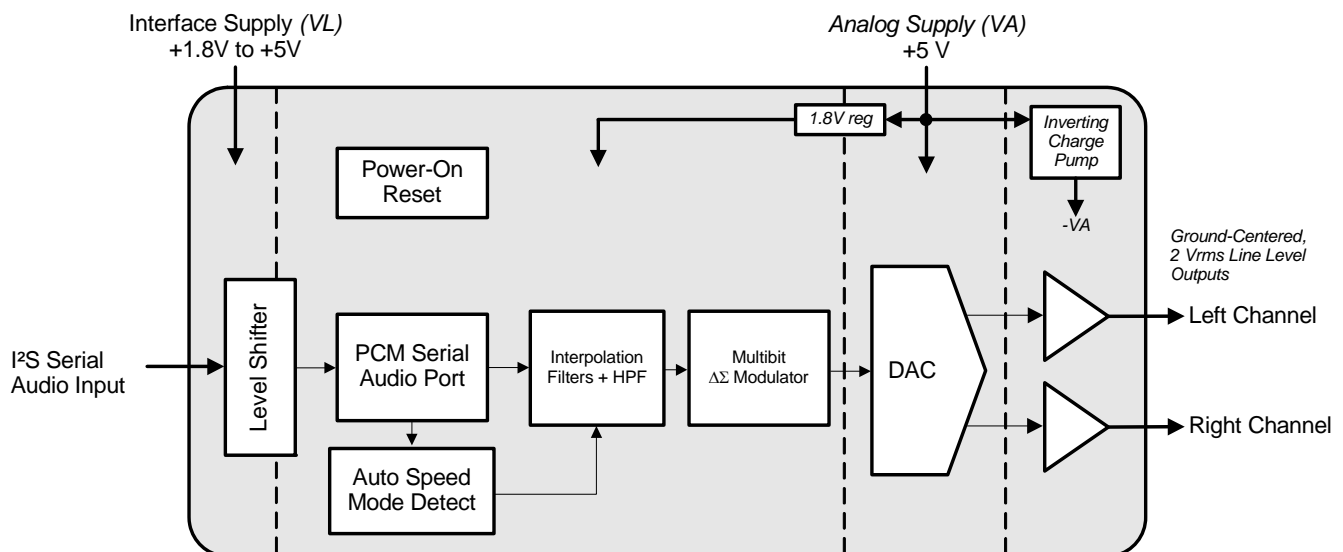 Interface Supply (VL)
+1.8V to +5V
Analog Supply (VA)
+5 V
1.8V reg
Inverting
Charge
Pump
Power-On
Reset
-VA
Ground-Centered,
2 Vrms Line Level
Outputs
Left Channel
I²S Serial
Audio Input
Level Shifter
PCM Serial
Audio Port
Interpolation
Filters + HPF
Multibit
ΔΣ Modulator
DAC
Right Channel
Auto Speed
Mode Detect